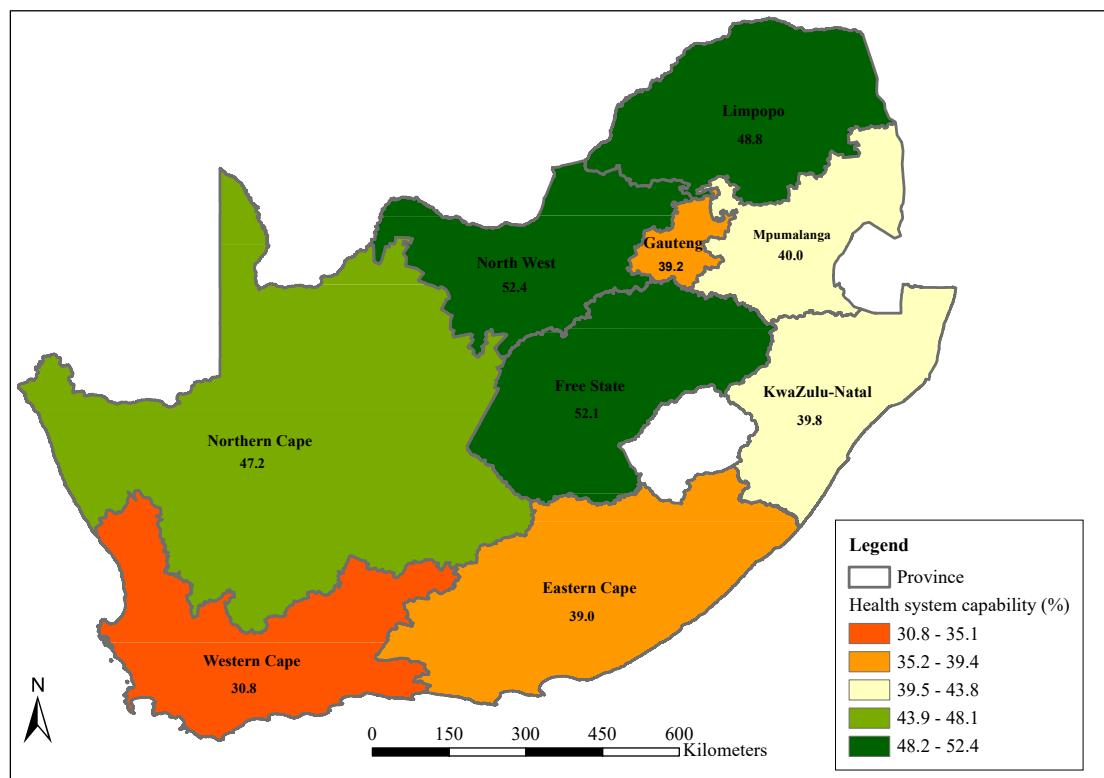 Limpopo
48.8
Mpumalanga
40.0
Gauteng
39.2
North West
52.4
Free State
52.1
KwaZulu-Natal
39.8
Northern Cape
47.2
Eastern Cape
39.0
Western Cape
30.8
N
0 150 300 450 600
Kilometers
Legend
Province
Health system capability (%)
30.8 - 35.1
35.2 - 39.4
39.5 - 43.8
43.9 - 48.1
48.2 - 52.4